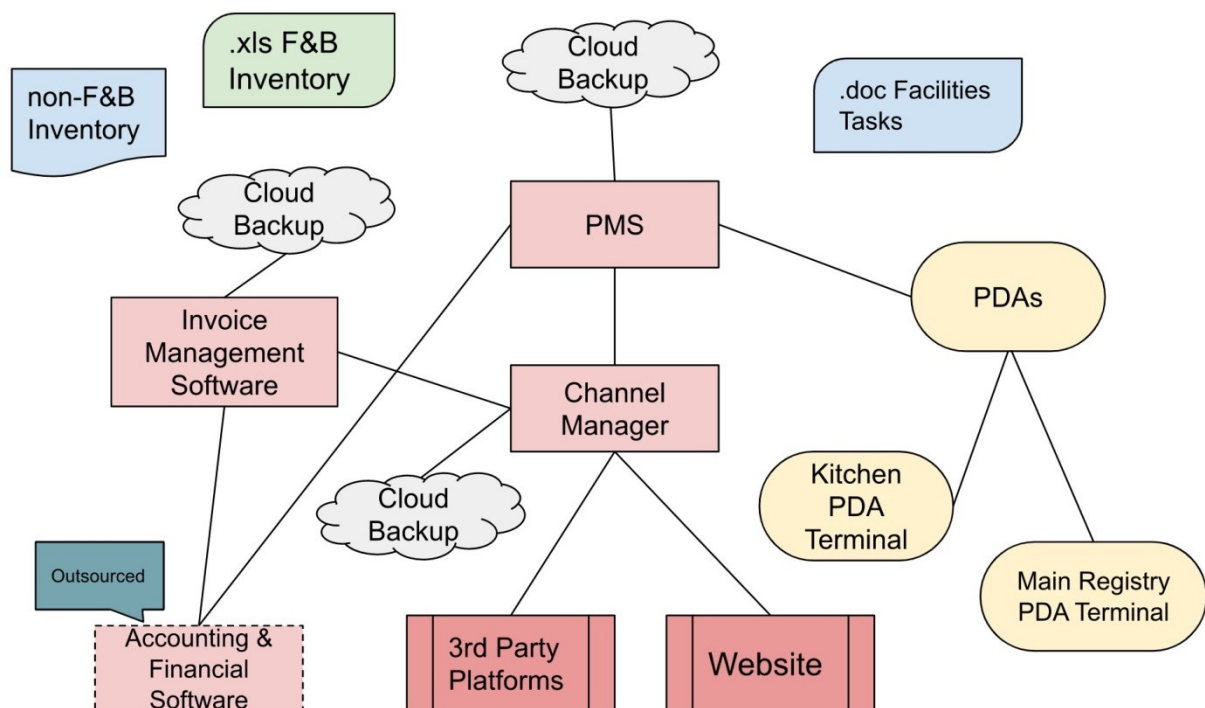 .xls F&B
Inventory
Cloud
Backup
non-F&B
Inventory
.doc Facilities
Tasks
Cloud
Backup
PMS
PDAs
Invoice
Management
Software
Channel
Manager
Kitchen
PDA
Terminal
Cloud
Backup
Outsourced
Main Registry
PDA Terminal
Accounting &
Financial
Software
3rd Party
Platforms
Website